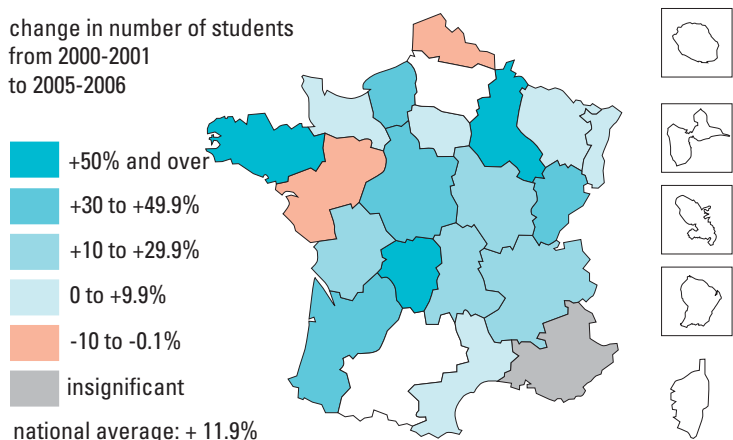 change in number of students
from 2000-2001
to 2005-2006
+50% and over
+30 to +49.9%
+10 to +29.9%
0 to +9.9%
-10 to -0.1%
insignificant
national average: + 11.9%